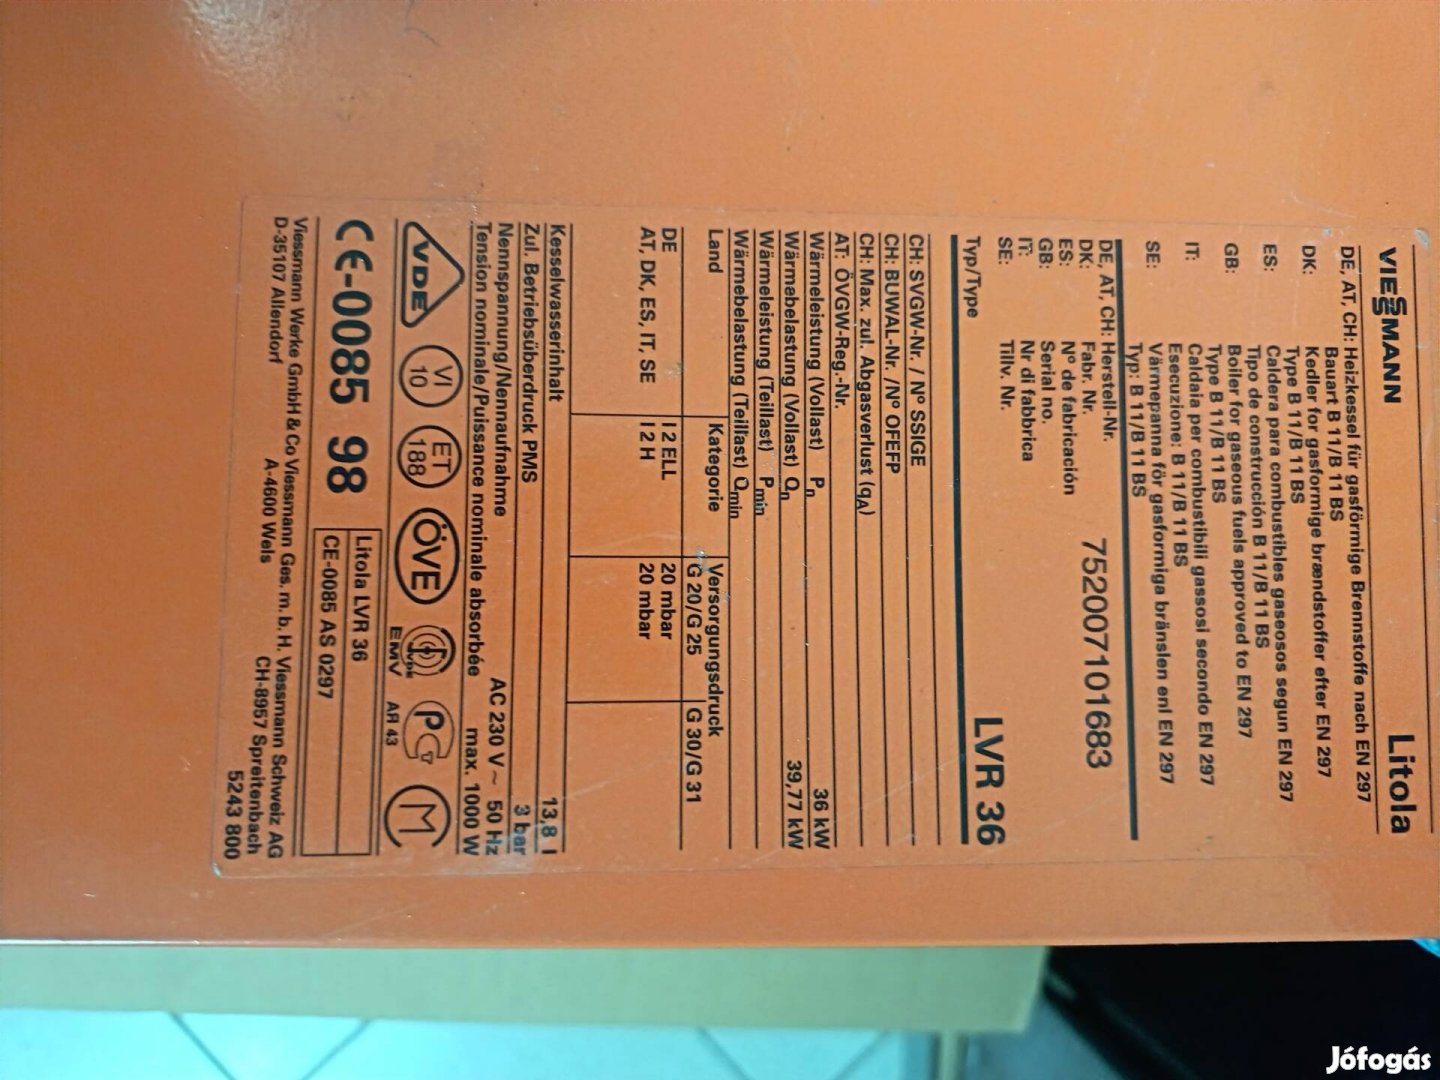 VIESSMANN Litola
DE, AT, CH: Heizkessel für gasförmige Brennstoffe nach EN 297
Bauart B 11/B 11 BS
DK: Kedler for gasformige brændstoffer efter EN 297
Type B 11/B 11 BS
ES: Caldera para combustibles gaseosos segun EN 297
Tipo de construcción B 11/B 11 BS
GB: Boiler for gaseous fuels approved to EN 297
Type B 11/B 11 BS
IT: Caldaia per combustibili gassosi secondo EN 297
Esecuzione: B 11/B 11 BS
SE: Värmepanna för gasformiga bränslen enl EN 297
Typ: B 11/B 11 BS
DE, AT, CH: Herstell-Nr.
DK: Fabr. Nr. 7520071101683
ES: Nº de fabricación
GB: Serial no.
IT: Nr di fabbrica
SE: Tillv. Nr.
Typ/Type LVR 36
CH: SVGW-Nr. / Nº SSIGE
CH: BUWAL-Nr. /Nº OFEFP
CH: Max. zul. Abgasverlust (qA)
AT: ÖVGW-Reg.-Nr.
Wärmeleistung (Vollast) Pn 36 kW
Wärmebelastung (Vollast) Qn 39,77 kW
Wärmeleistung (Teillast) Pmin
Wärmebelastung (Teillast) Qmin
Land Kategorie Versorgungsdruck
G 20/G 25 G 30/G 31
DE I 2 ELL 20 mbar
AT, DK, ES, IT, SE I 2 H 20 mbar
Kesselwasserinhalt 13,8 l
Zul. Betriebsüberdruck PMS 3 bar
Nennspannung/Nennaufnahme AC 230 V~ 50 Hz
Tension nominale/Puissance nominale absorbée max. 1000 W
VDE VI 10 ET 188 ÖVE EMV AR 43 M
CE-0085 98 Litola LVR 36
CE-0085 AS 0297
Viessmann Werke GmbH & Co Viessmann Ges. m. b. H. Viessmann Schweiz AG
D-35107 Allendorf A-4600 Wels CH-8957 Spreitenbach
5243 800
Jófogás